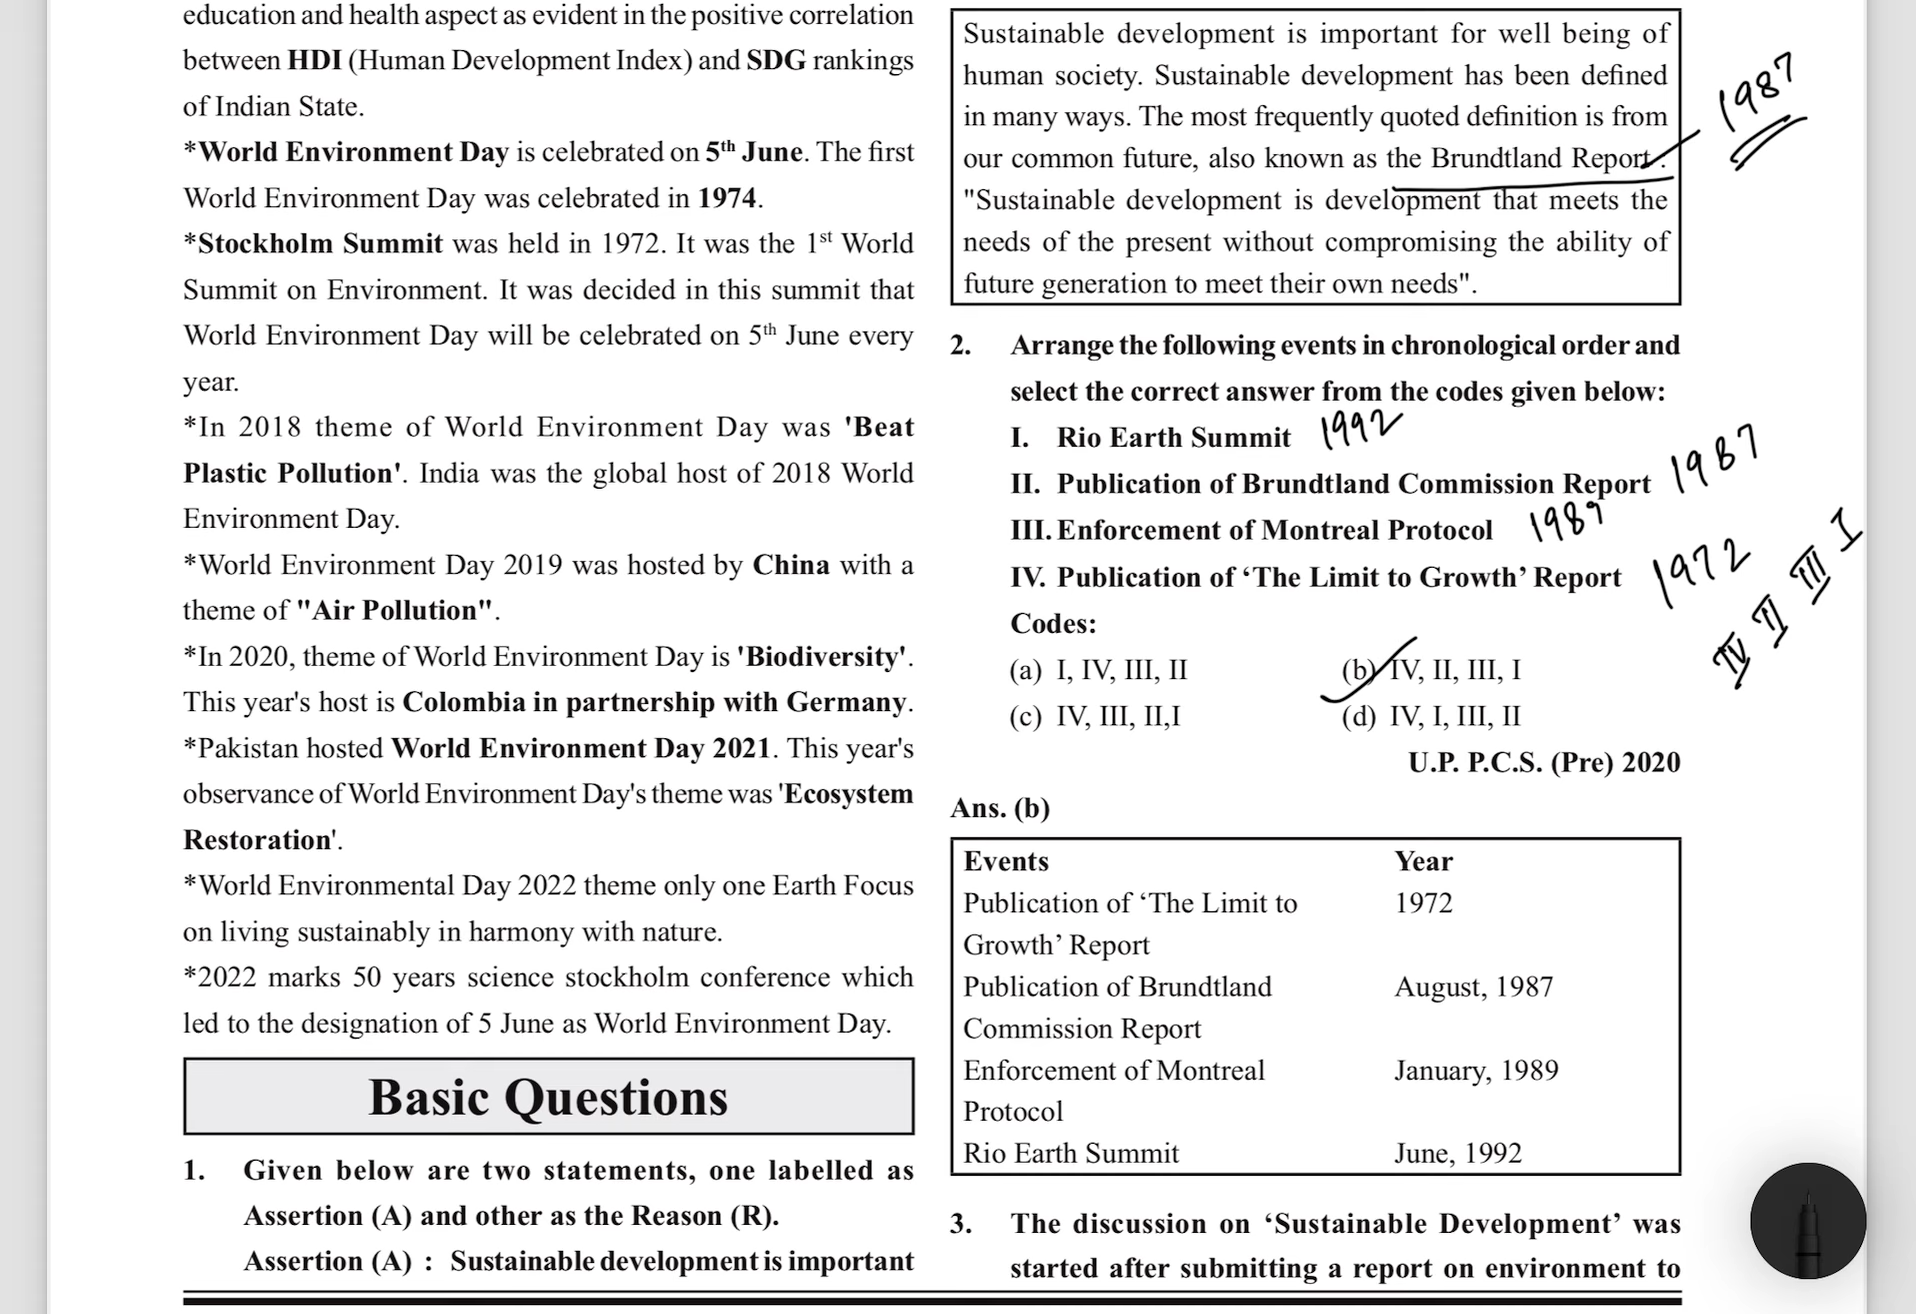 education and health aspect as evident in the positive correlation
between HDI (Human Development Index) and SDG rankings
of Indian State.
*World Environment Day is celebrated on 5th June. The first
World Environment Day was celebrated in 1974.
*Stockholm Summit was held in 1972. It was the 1st World
Summit on Environment. It was decided in this summit that
World Environment Day will be celebrated on 5th June every
year.
*In 2018 theme of World Environment Day was 'Beat
Plastic Pollution'. India was the global host of 2018 World
Environment Day.
*World Environment Day 2019 was hosted by China with a
theme of "Air Pollution".
*In 2020, theme of World Environment Day is 'Biodiversity'.
This year's host is Colombia in partnership with Germany.
*Pakistan hosted World Environment Day 2021. This year's
observance of World Environment Day's theme was 'Ecosystem
Restoration'.
*World Environmental Day 2022 theme only one Earth Focus
on living sustainably in harmony with nature.
*2022 marks 50 years science stockholm conference which
led to the designation of 5 June as World Environment Day.
Basic Questions
1. Given below are two statements, one labelled as
Assertion (A) and other as the Reason (R).
Assertion (A) : Sustainable development is important
Sustainable development is important for well being of
human society. Sustainable development has been defined
in many ways. The most frequently quoted definition is from
our common future, also known as the Brundtland Report :
1987
"Sustainable development is development that meets the
needs of the present without compromising the ability of
future generation to meet their own needs".
2. Arrange the following events in chronological order and
select the correct answer from the codes given below:
I. Rio Earth Summit 1992
II. Publication of Brundtland Commission Report 1987
III. Enforcement of Montreal Protocol 1989
IV. Publication of ‘The Limit to Growth’ Report 1972
IV II III I
Codes:
(a) I, IV, III, II (b) IV, II, III, I
(c) IV, III, II,I (d) IV, I, III, II
U.P. P.C.S. (Pre) 2020
Ans. (b)
Events Year
Publication of ‘The Limit to 1972
Growth’ Report
Publication of Brundtland August, 1987
Commission Report
Enforcement of Montreal January, 1989
Protocol
Rio Earth Summit June, 1992
3. The discussion on ‘Sustainable Development’ was
started after submitting a report on environment to